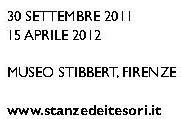 30 SETTEMBRE 2011
15 APRILE 2012
MUSEO STIBBERT, FIRENZE
www.stanzedeitesori.it